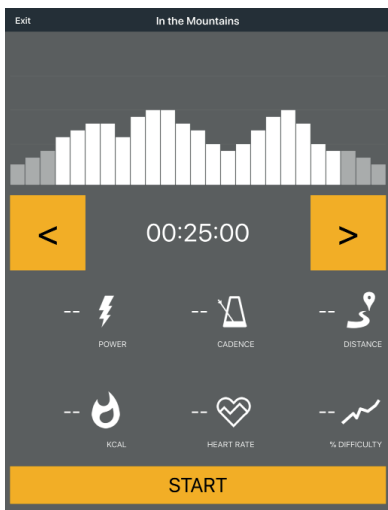 Exit In the Mountains
< 00:25:00 >
-- -- --
POWER CADENCE DISTANCE
-- -- --
KCAL HEART RATE % DIFFICULTY
START